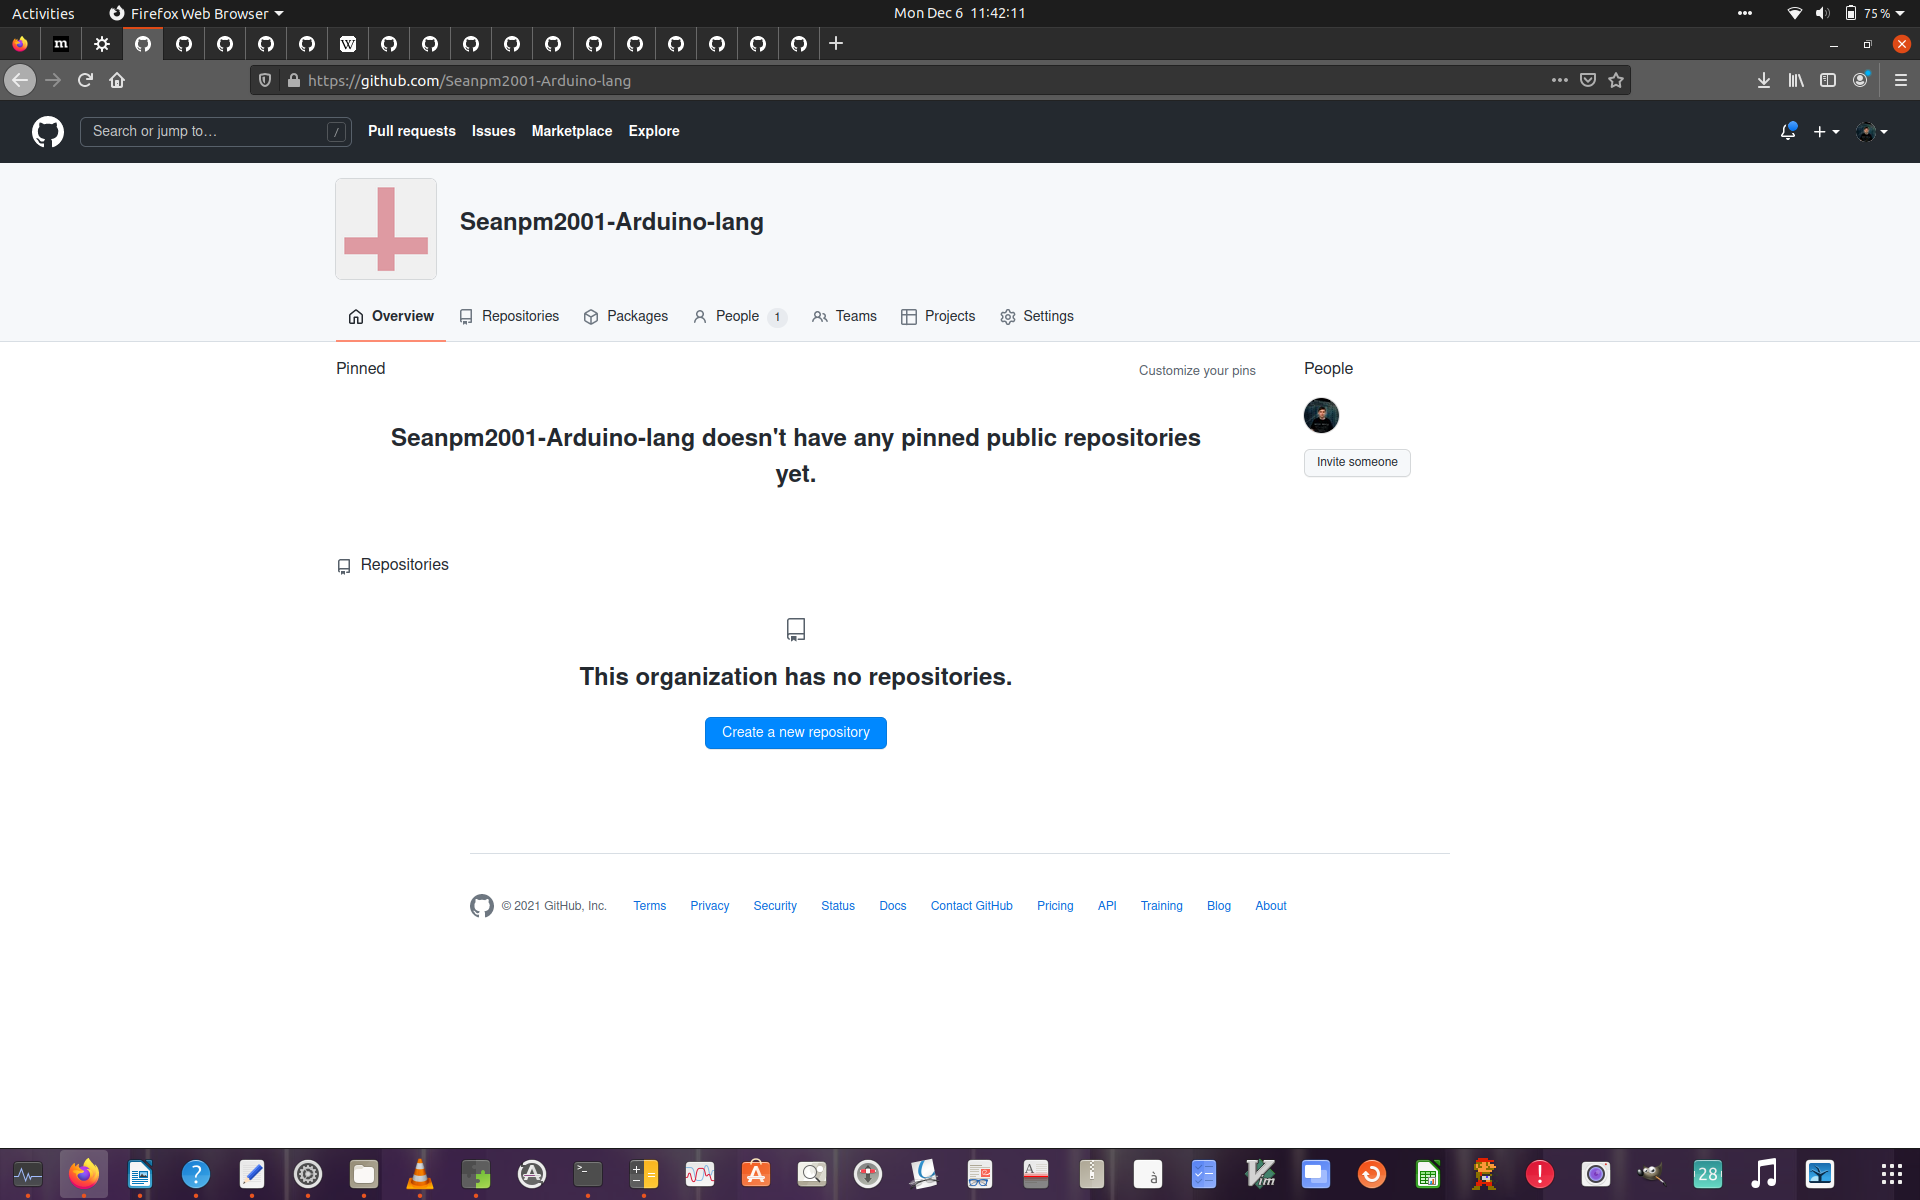 Activities Firefox Web Browser Mon Dec 6 11:42:11 75%
m W
https://github.com/Seanpm2001-Arduino-lang
Search or jump to… / Pull requests Issues Marketplace Explore
Seanpm2001-Arduino-lang
Overview Repositories Packages People 1 Teams Projects Settings
Pinned Customize your pins People
Seanpm2001-Arduino-lang doesn't have any pinned public repositories
yet.
Invite someone
Repositories
This organization has no repositories.
Create a new repository
© 2021 GitHub, Inc. Terms Privacy Security Status Docs Contact GitHub Pricing API Training Blog About
28